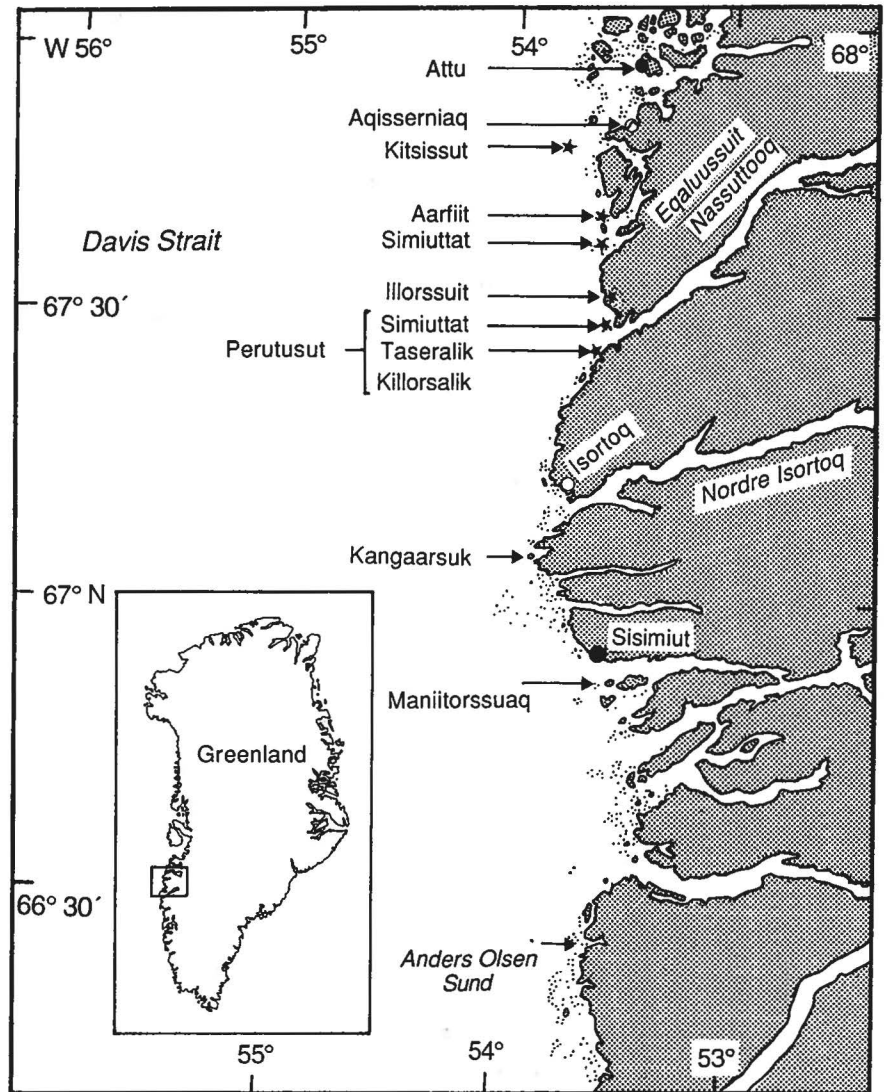 W 56°
55°
54°
68°
Attu
Aqisserniaq
Kitsissut
Eqaluussuit
Nassuttooq
Aarfiit
Davis Strait
Simiuttat
Illorssuit
67° 30´
Simiuttat
Perutusut
Taseralik
Killorsalik
Isortoq
Nordre Isortoq
Kangaarsuk
67° N
Sisimiut
Maniitorssuaq
Greenland
66° 30´
Anders Olsen
Sund
55°
54°
53°